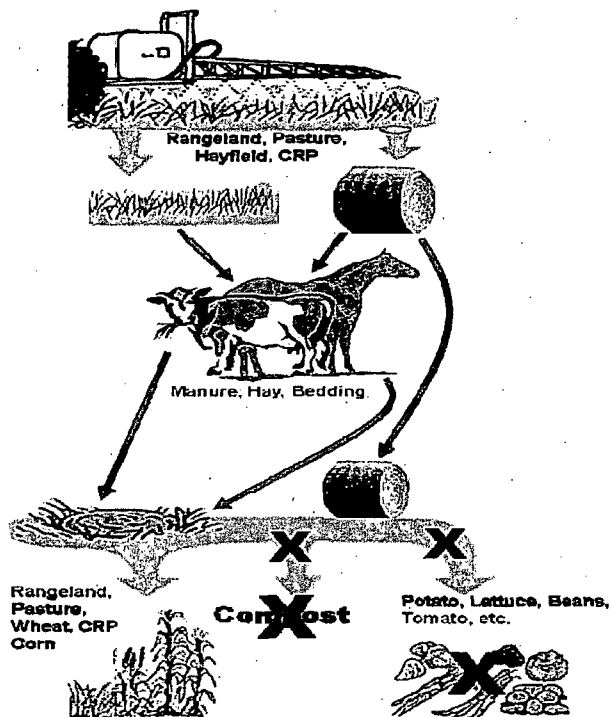 Rangeland, Pasture,
Hayfield, CRP
Manure, Hay, Bedding
Rangeland,
Pasture,
Wheat, CRP
Corn
Compost
Potato, Lettuce, Beans,
Tomato, etc.